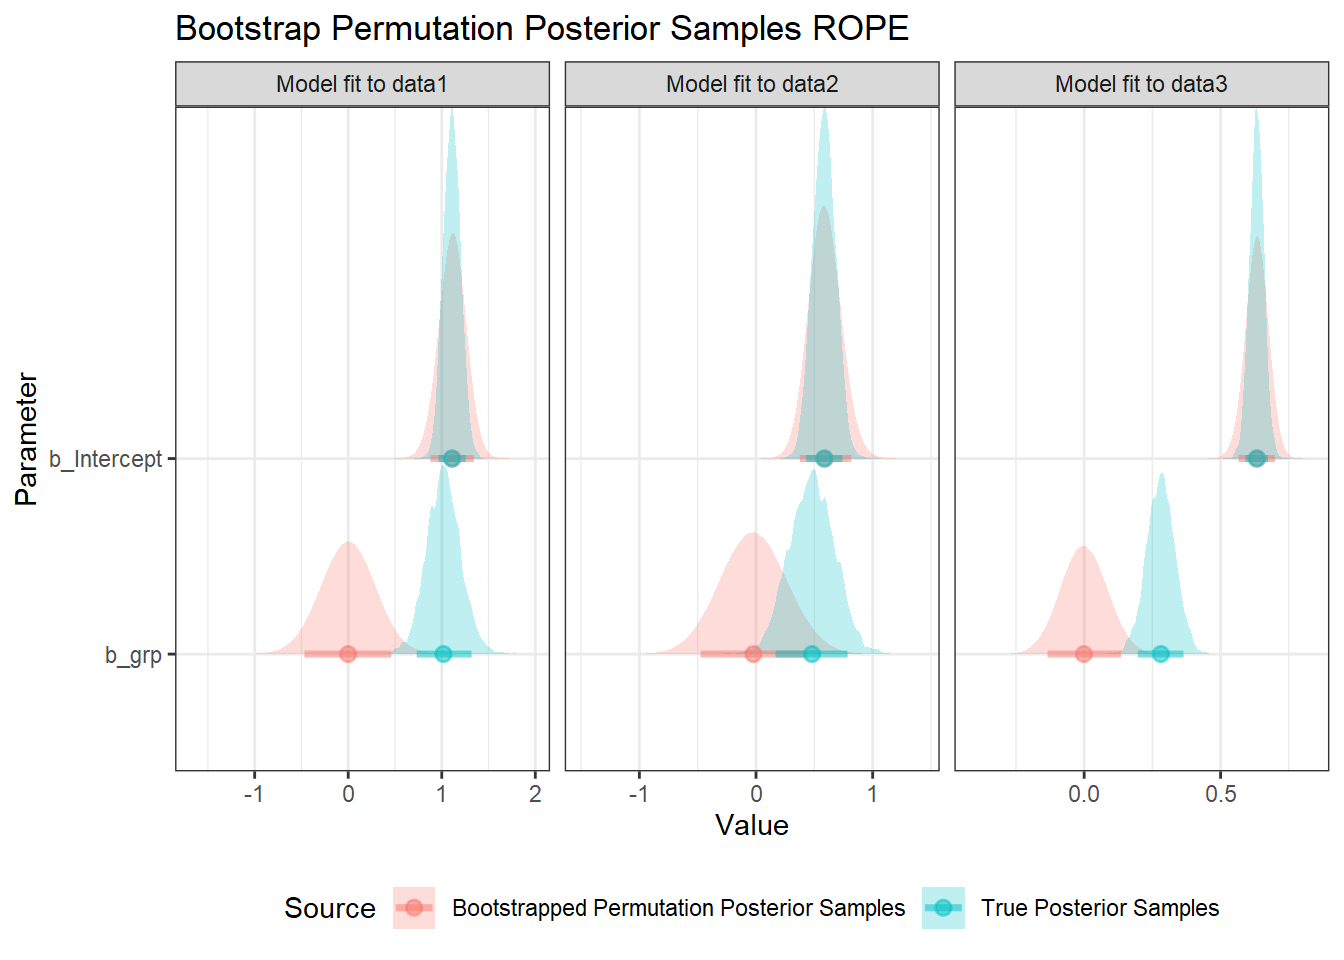 Bootstrap Permutation Posterior Samples ROPE
Model fit to data1
Model fit to data2
Model fit to data3
Parameter
b_Intercept
b_grp
-1 0 1 2
-1 0 1
0.0 0.5
Value
Source
Bootstrapped Permutation Posterior Samples
True Posterior Samples